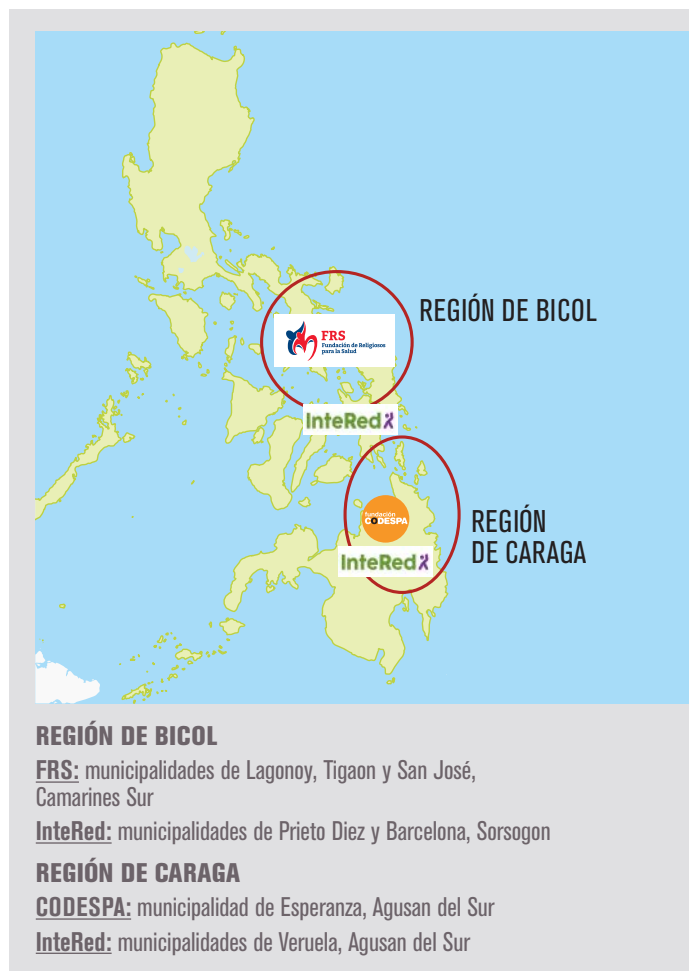 REGIÓN DE BICOL
FRS
Fundación de Religiosos
para la Salud
InteRed
fundación
CODESPA
REGIÓN
DE CARAGA
InteRed
REGIÓN DE BICOL
FRS: municipalidades de Lagonoy, Tigaon y San José,
Camarines Sur
InteRed: municipalidades de Prieto Diez y Barcelona, Sorsogon
REGIÓN DE CARAGA
CODESPA: municipalidad de Esperanza, Agusan del Sur
InteRed: municipalidades de Veruela, Agusan del Sur